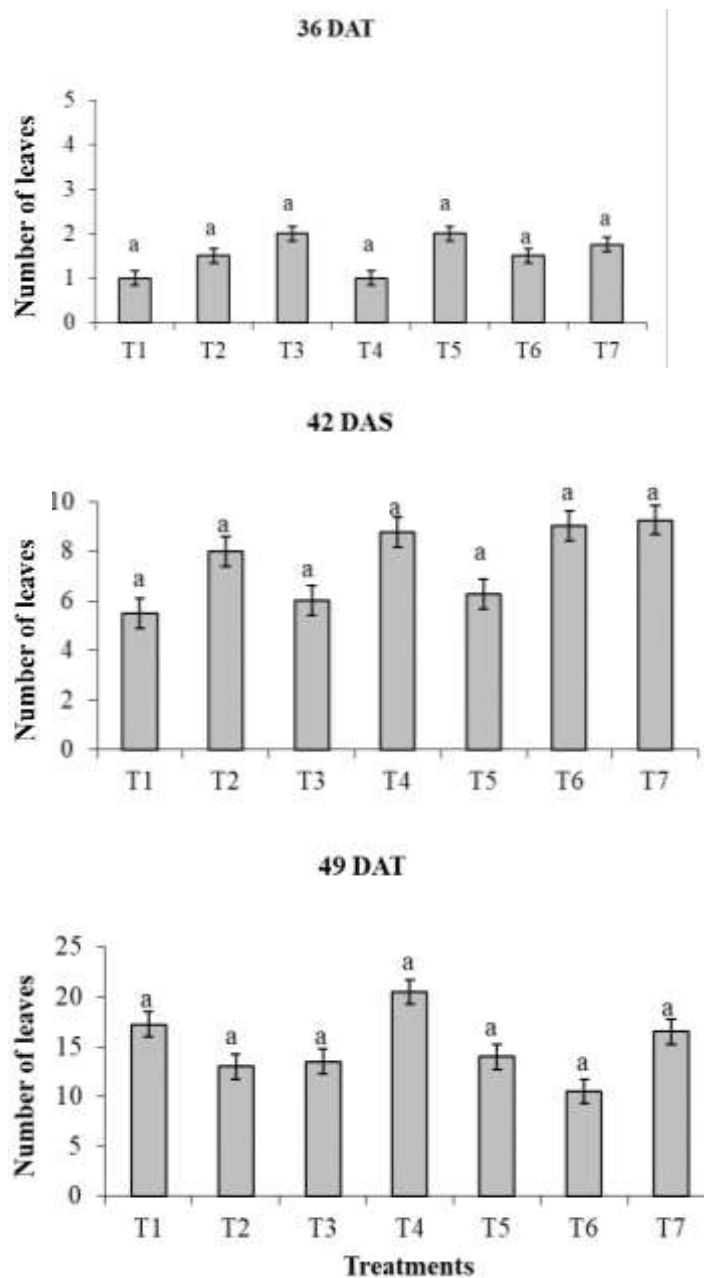 36 DAT
Number of leaves
5
4
3
2
1
0
a a a a a a a
T1 T2 T3 T4 T5 T6 T7
42 DAS
Number of leaves
10
8
6
4
2
0
a a a a a a a
T1 T2 T3 T4 T5 T6 T7
49 DAT
Number of leaves
25
20
15
10
5
0
a a a a a a a
T1 T2 T3 T4 T5 T6 T7
Treatments